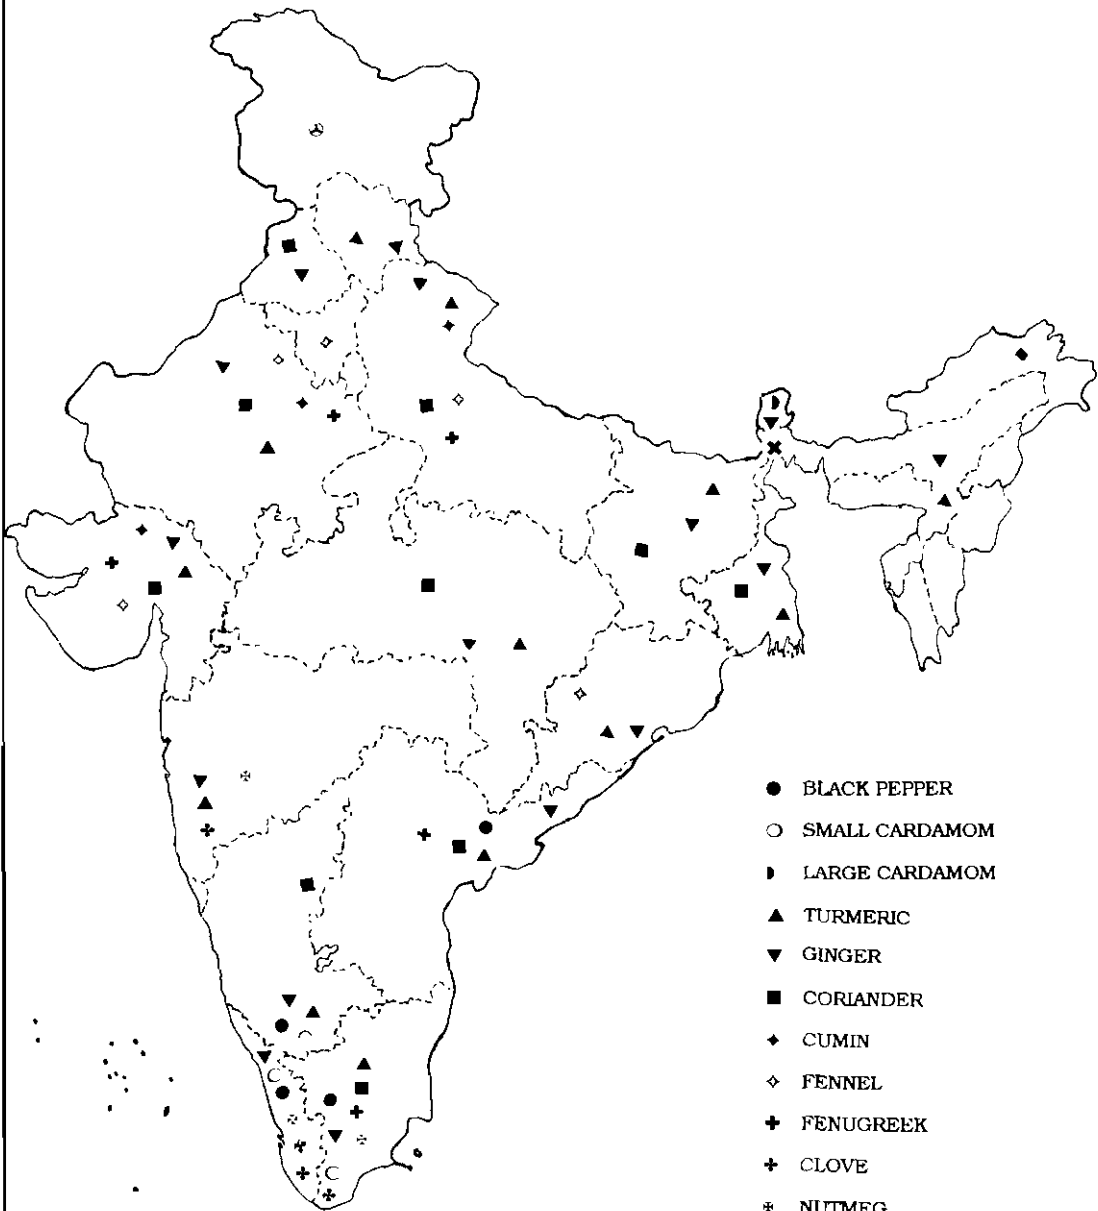 BLACK PEPPER
SMALL CARDAMOM
LARGE CARDAMOM
TURMERIC
GINGER
CORIANDER
CUMIN
FENNEL
FENUGREEK
CLOVE
NUTMEG